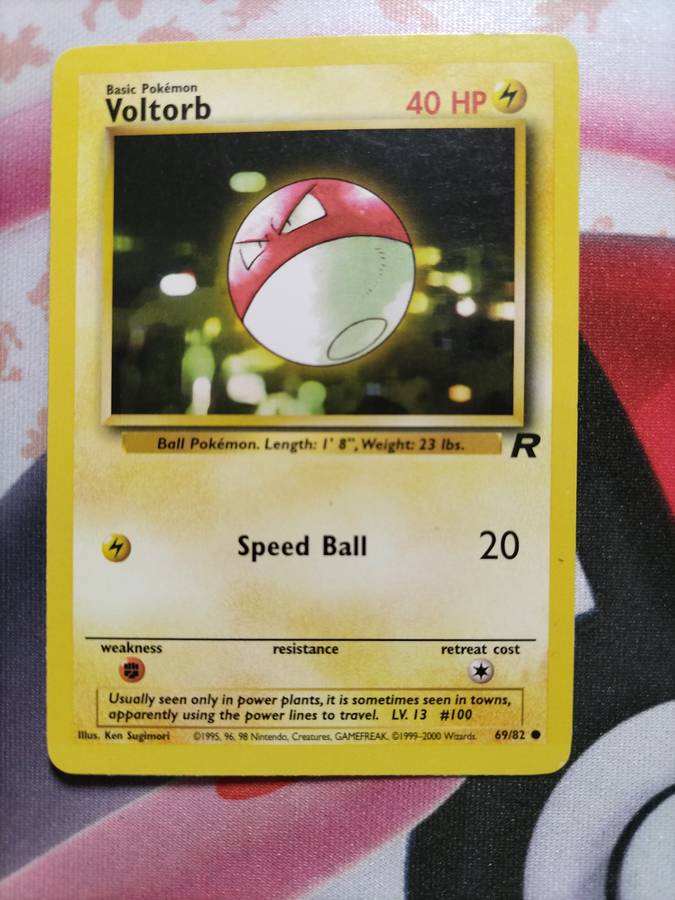 Basic Pokémon
Voltorb
40 HP
Ball Pokémon. Length: 1' 8", Weight: 23 lbs.
R
Speed Ball 20
weakness resistance retreat cost
Usually seen only in power plants, it is sometimes seen in towns,
apparently using the power lines to travel. LV. 13 #100
Illus. Ken Sugimori ©1995, 96, 98 Nintendo, Creatures, GAMEFREAK. ©1999-2000 Wizards. 69/82